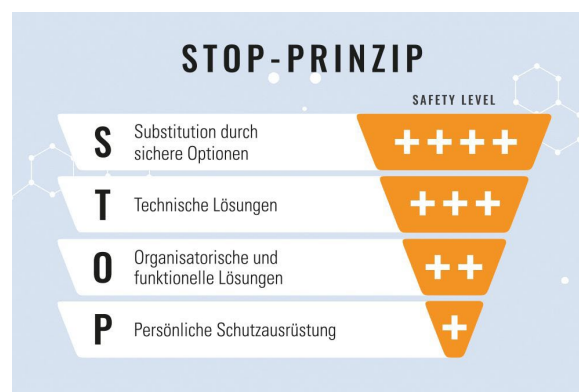 STOP-PRINZIP
SAFETY LEVEL
S Substitution durch
sichere Optionen
++++
T Technische Lösungen +++
O Organisatorische und
funktionelle Lösungen
++
P Persönliche Schutzausrüstung +